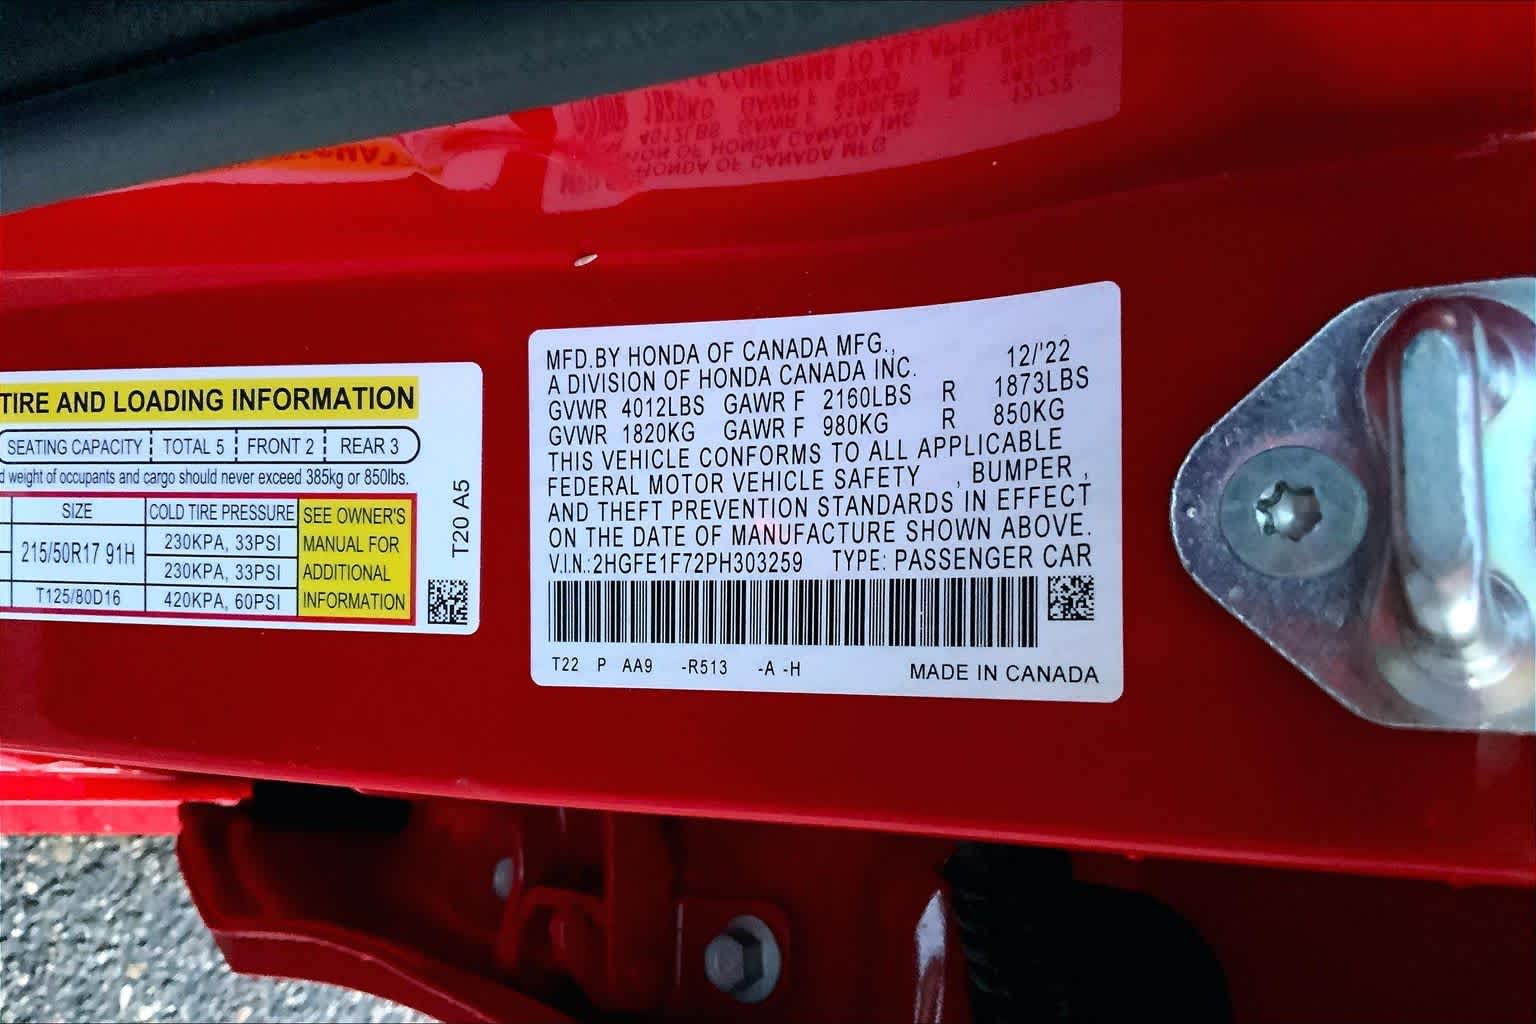 TIRE AND LOADING INFORMATION
SEATING CAPACITY TOTAL 5 FRONT 2 REAR 3
weight of occupants and cargo should never exceed 385kg or 850lbs.
SIZE COLD TIRE PRESSURE SEE OWNER'S
215/50R17 91H 230KPA, 33PSI MANUAL FOR
230KPA, 33PSI ADDITIONAL
T125/80D16 420KPA, 60PSI INFORMATION
T20 A5
MFD.BY HONDA OF CANADA MFG., 12/'22
A DIVISION OF HONDA CANADA INC.
GVWR 4012LBS GAWR F 2160LBS R 1873LBS
GVWR 1820KG GAWR F 980KG R 850KG
THIS VEHICLE CONFORMS TO ALL APPLICABLE
FEDERAL MOTOR VEHICLE SAFETY , BUMPER ,
AND THEFT PREVENTION STANDARDS IN EFFECT
ON THE DATE OF MANUFACTURE SHOWN ABOVE.
V.I.N.:2HGFE1F72PH303259 TYPE: PASSENGER CAR
T22 P AA9 -R513 -A -H MADE IN CANADA